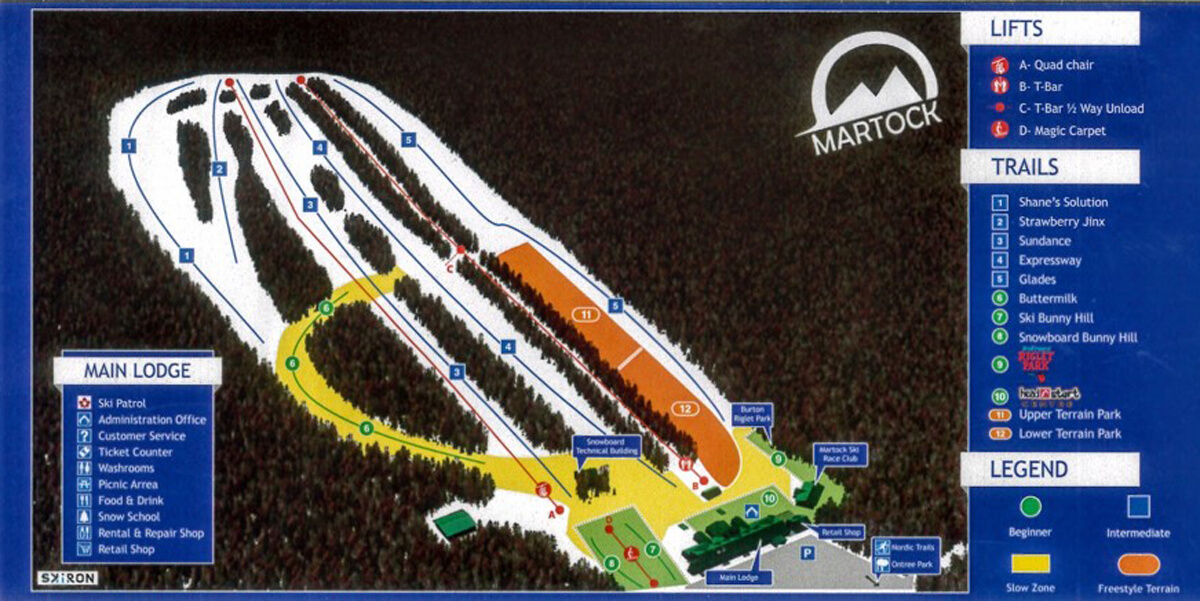 MARTOCK
1
2
4
5
3
1
C
6
11
5
6
4
3
12
6
Burton
Riglet Park
Snowboard
Technical Building
9
Martock Ski
Race Club
B
10
A
D
7
8
Retail Shop
P
Nordic Trails
Ontree Park
Main Lodge
MAIN LODGE
Ski Patrol
Administration Office
? Customer Service
Ticket Counter
Washrooms
Picnic Arrea
Food & Drink
Snow School
Rental & Repair Shop
Retail Shop
SKiRON
LIFTS
A- Quad chair
B- T-Bar
C- T-Bar ½ Way Unload
D- Magic Carpet
TRAILS
1 Shane's Solution
2 Strawberry Jinx
3 Sundance
4 Expressway
5 Glades
6 Buttermilk
7 Ski Bunny Hill
8 Snowboard Bunny Hill
9 RIGLET
PARK
10 head start
11 Upper Terrain Park
12 Lower Terrain Park
LEGEND
Beginner
Intermediate
Slow Zone
Freestyle Terrain